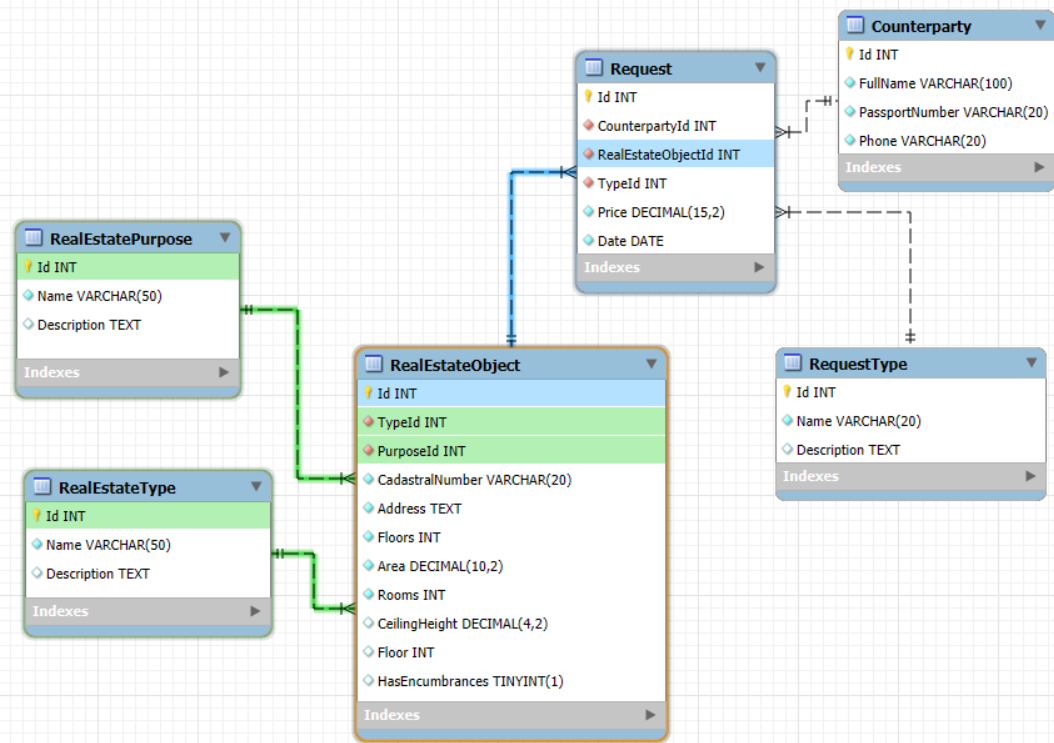 Counterparty
Id INT
FullName VARCHAR(100)
PassportNumber VARCHAR(20)
Phone VARCHAR(20)
Indexes
Request
Id INT
CounterpartyId INT
RealEstateObjectId INT
TypeId INT
Price DECIMAL(15,2)
Date DATE
Indexes
RealEstatePurpose
Id INT
Name VARCHAR(50)
Description TEXT
Indexes
RealEstateObject
Id INT
TypeId INT
PurposeId INT
CadastralNumber VARCHAR(20)
Address TEXT
Floors INT
Area DECIMAL(10,2)
Rooms INT
CeilingHeight DECIMAL(4,2)
Floor INT
HasEncumbrances TINYINT(1)
Indexes
RequestType
Id INT
Name VARCHAR(20)
Description TEXT
Indexes
RealEstateType
Id INT
Name VARCHAR(50)
Description TEXT
Indexes